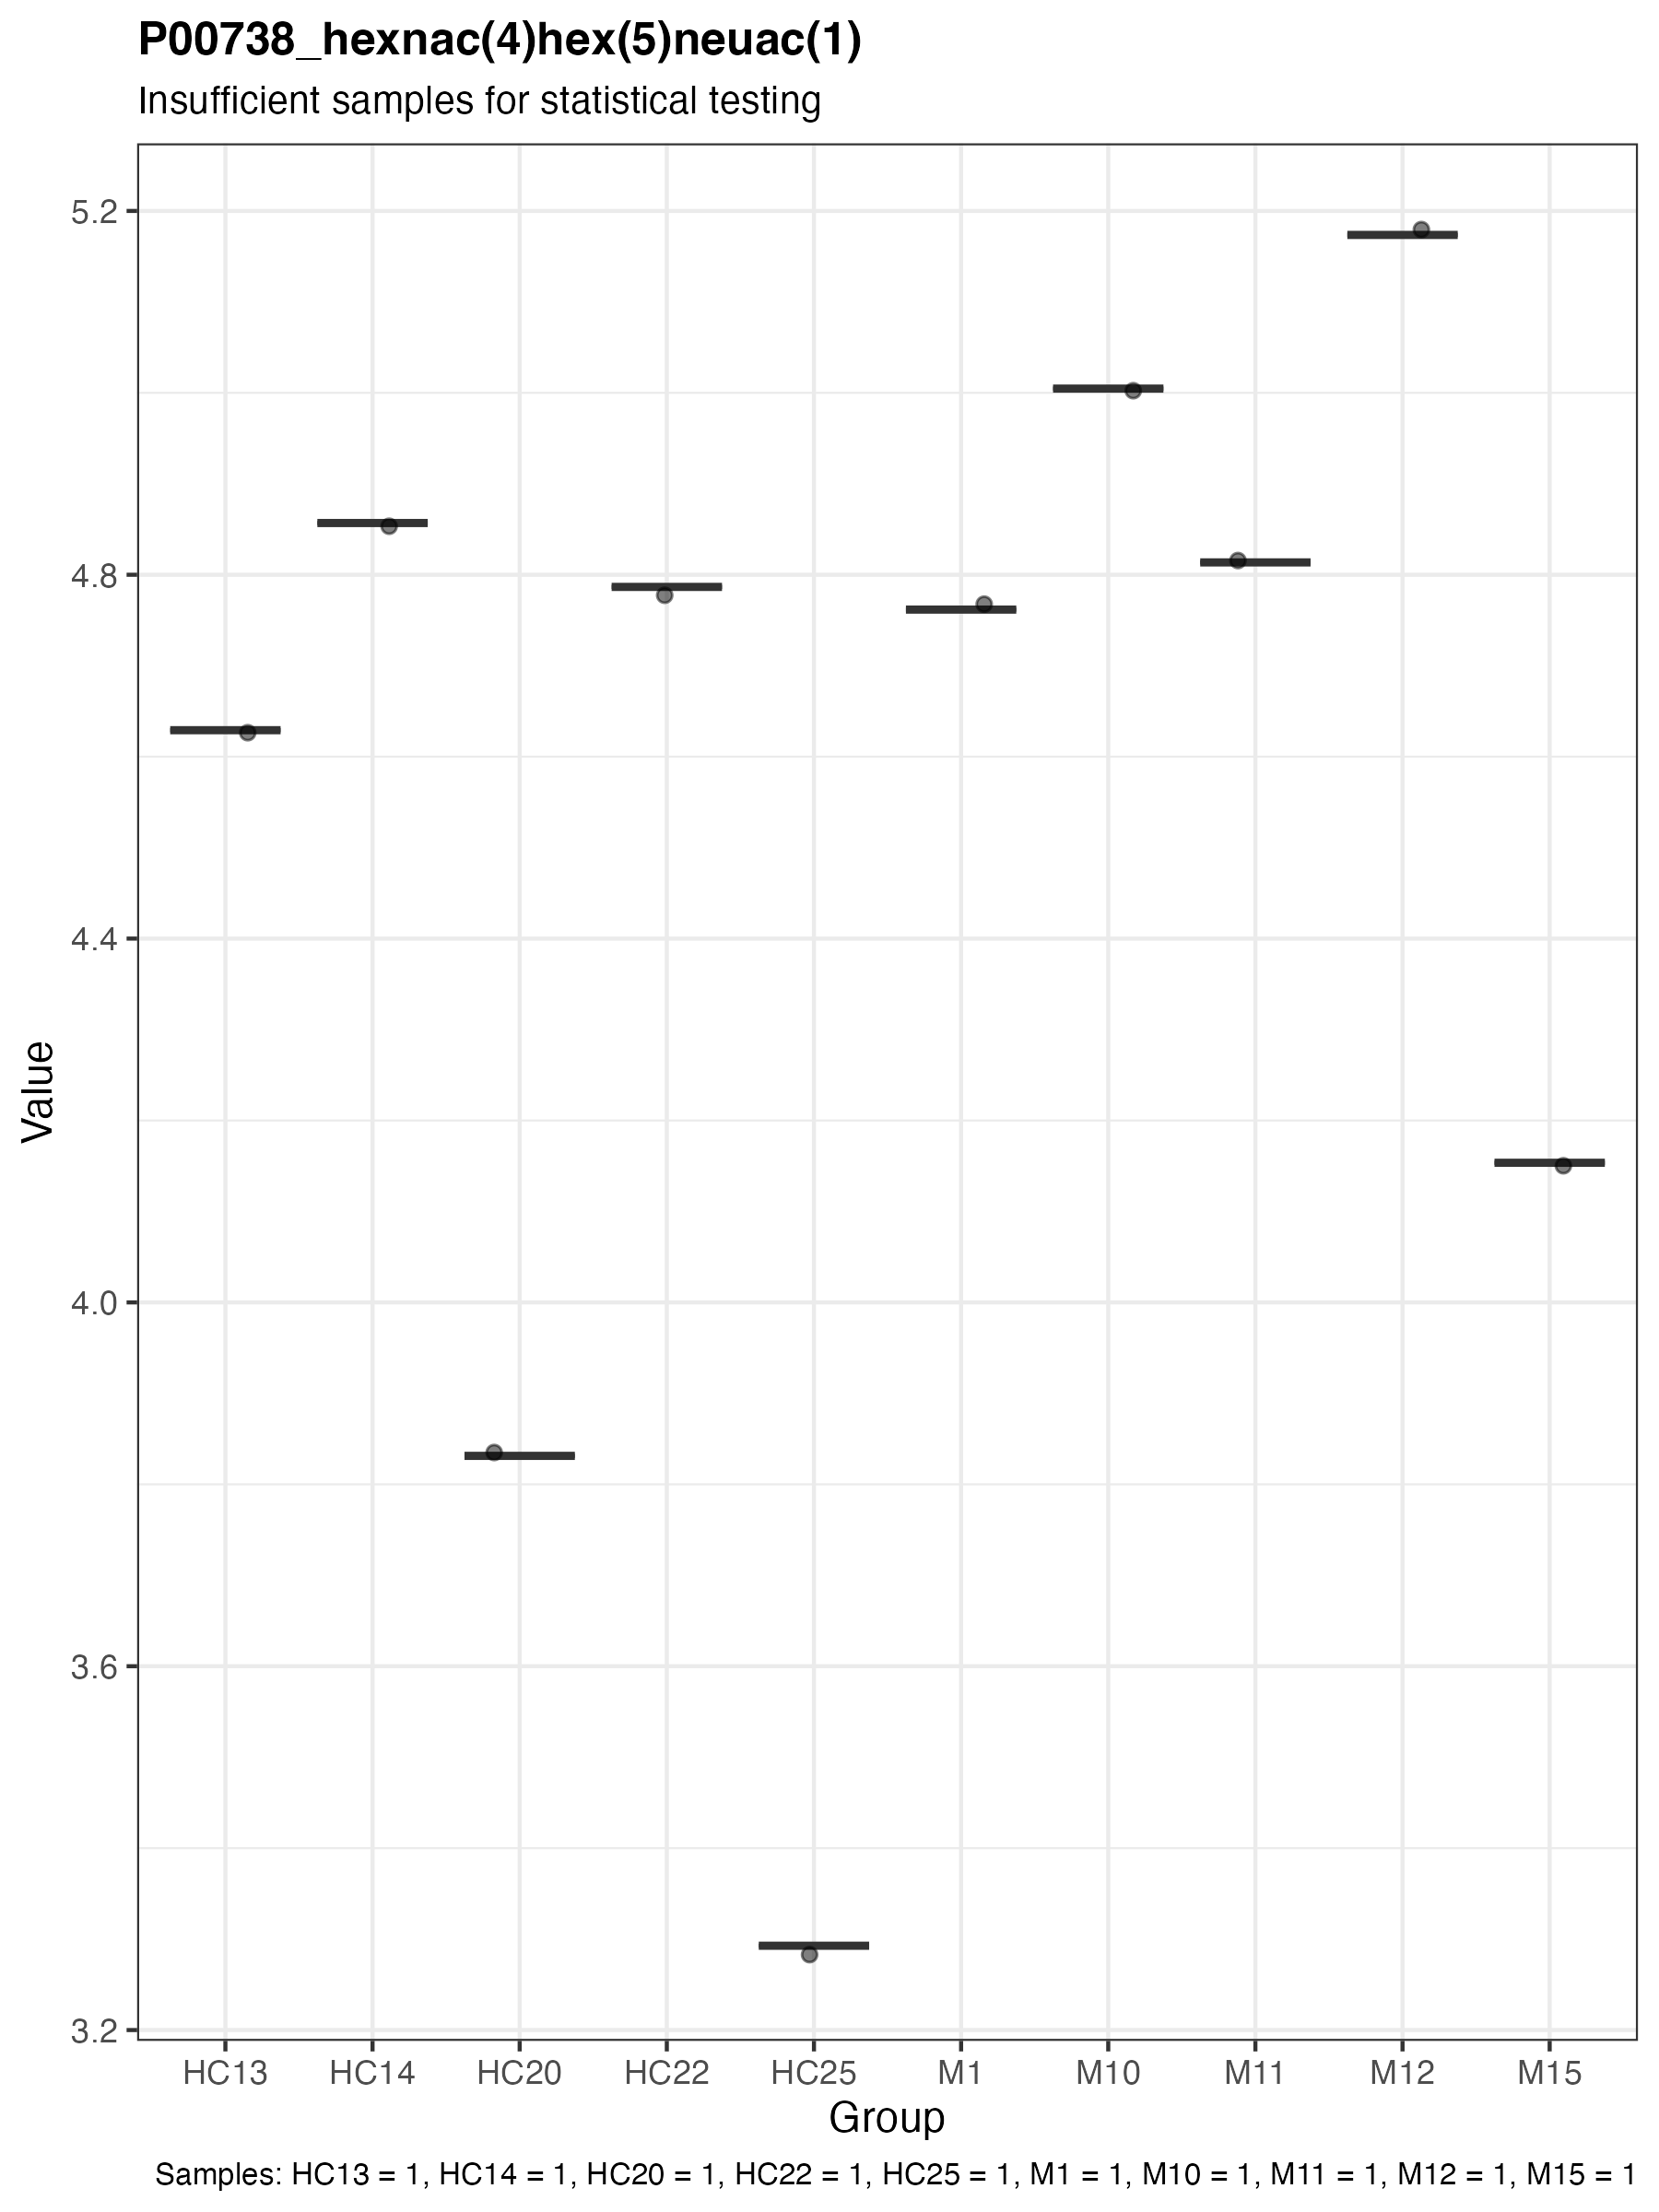 P00738_hexnac(4)hex(5)neuac(1)
Insufficient samples for statistical testing
5.2
4.8
4.4
4.0
3.6
3.2
Value
HC13 HC14 HC20 HC22 HC25 M1 M10 M11 M12 M15
Group
Samples: HC13 = 1, HC14 = 1, HC20 = 1, HC22 = 1, HC25 = 1, M1 = 1, M10 = 1, M11 = 1, M12 = 1, M15 = 1